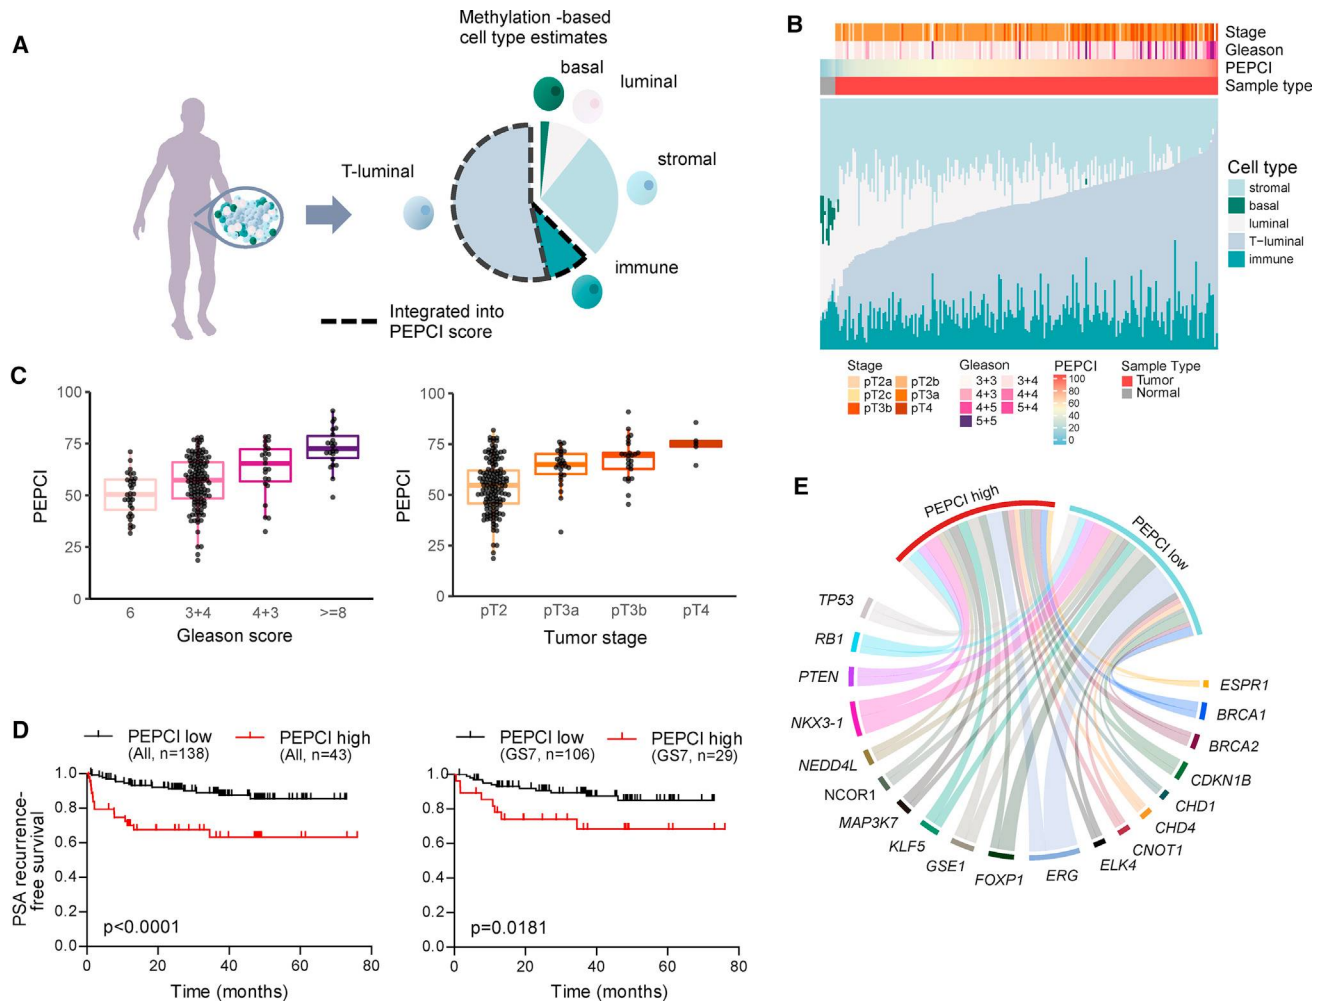 A
Methylation -based
cell type estimates
basal
luminal
stromal
T-luminal
immune
Integrated into
PEPCI score
B
Stage
Gleason
PEPCI
Sample type
Cell type
stromal
basal
luminal
T−luminal
immune
Stage
pT2a pT2b
pT2c pT3a
pT3b pT4
Gleason
3+3 3+4
4+3 4+4
4+5 5+4
5+5
PEPCI
100
80
60
40
20
0
Sample Type
Tumor
Normal
C
PEPCI
100
75
50
25
0
6 3+4 4+3 >=8
Gleason score
PEPCI
100
75
50
25
0
pT2 pT3a pT3b pT4
Tumor stage
D
PEPCI low
(All, n=138)
PEPCI high
(All, n=43)
PSA recurrence-
free survival
1.0
0.8
0.6
0.4
0.2
0.0
p<0.0001
0 20 40 60 80
Time (months)
PEPCI low
(GS7, n=106)
PEPCI high
(GS7, n=29)
1.0
0.8
0.6
0.4
0.2
0.0
p=0.0181
0 20 40 60 80
Time (months)
E
PEPCI high
PEPCI low
TP53
RB1
PTEN
NKX3-1
NEDD4L
NCOR1
MAP3K7
KLF5
GSE1
FOXP1
ERG
ELK4
CNOT1
CHD4
CHD1
CDKN1B
BRCA2
BRCA1
ESPR1